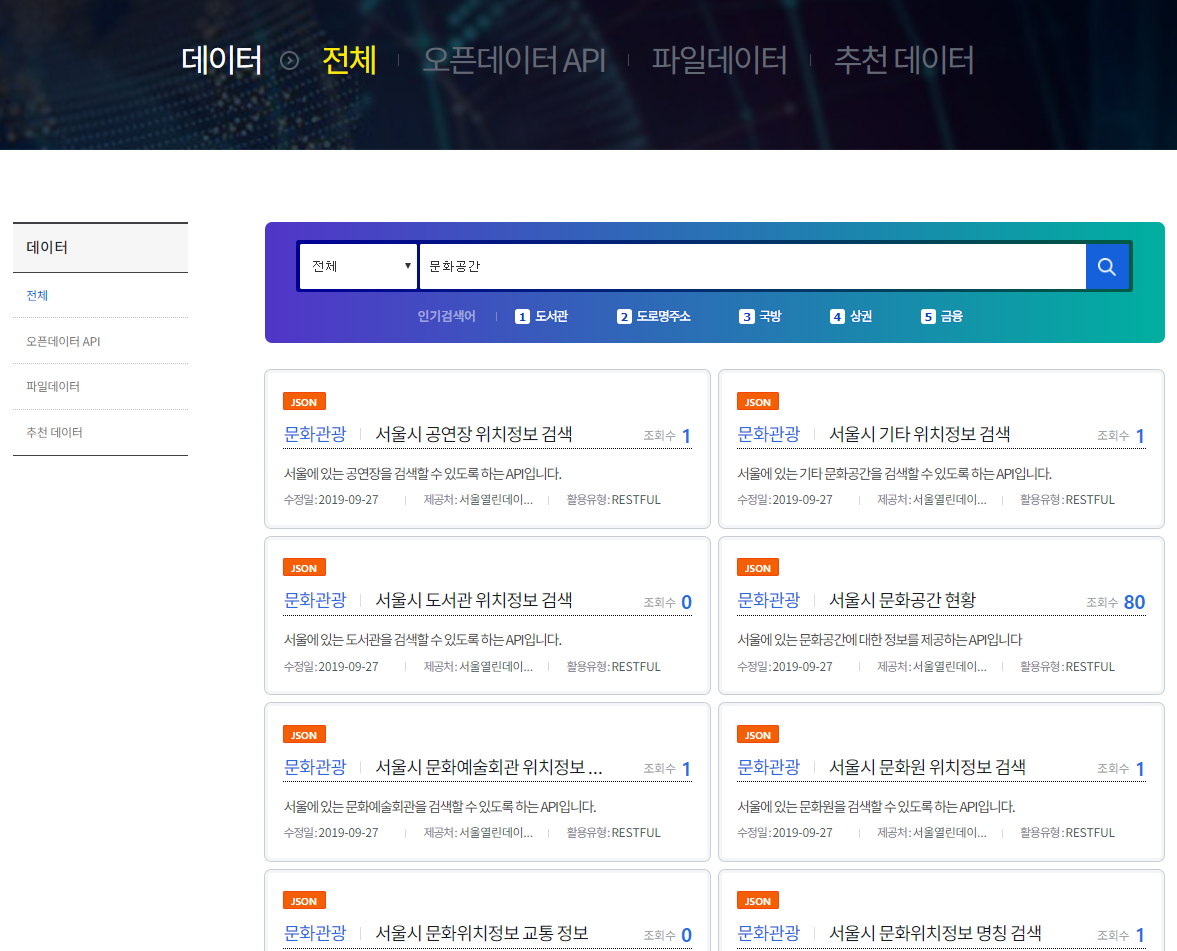 데이터 전체 오픈데이터 API 파일데이터 추천 데이터
데이터
전체
오픈데이터 API
파일데이터
추천 데이터
전체 문화공간
인기검색어 1 도서관 2 도로명주소 3 국방 4 상권 5 금융
JSON
문화관광 서울시 공연장 위치정보 검색 조회수 1
서울에 있는 공연장을 검색할 수 있도록 하는 API입니다.
수정일:2019-09-27 제공처:서울열린데이... 활용유형:RESTFUL
JSON
문화관광 서울시 기타 위치정보 검색 조회수 1
서울에 있는 기타 문화공간을 검색할 수 있도록 하는 API입니다.
수정일:2019-09-27 제공처:서울열린데이... 활용유형:RESTFUL
JSON
문화관광 서울시 도서관 위치정보 검색 조회수 0
서울에 있는 도서관을 검색할 수 있도록 하는 API입니다.
수정일:2019-09-27 제공처:서울열린데이... 활용유형:RESTFUL
JSON
문화관광 서울시 문화공간 현황 조회수 80
서울에 있는 문화공간에 대한 정보를 제공하는 API입니다
수정일:2019-09-27 제공처:서울열린데이... 활용유형:RESTFUL
JSON
문화관광 서울시 문화예술회관 위치정보 ... 조회수 1
서울에 있는 문화예술회관을 검색할 수 있도록 하는 API입니다.
수정일:2019-09-27 제공처:서울열린데이... 활용유형:RESTFUL
JSON
문화관광 서울시 문화원 위치정보 검색 조회수 1
서울에 있는 문화원을 검색할 수 있도록 하는 API입니다.
수정일:2019-09-27 제공처:서울열린데이... 활용유형:RESTFUL
JSON
문화관광 서울시 문화위치정보 교통 정보 조회수 0
JSON
문화관광 서울시 문화위치정보 명칭 검색 조회수 1